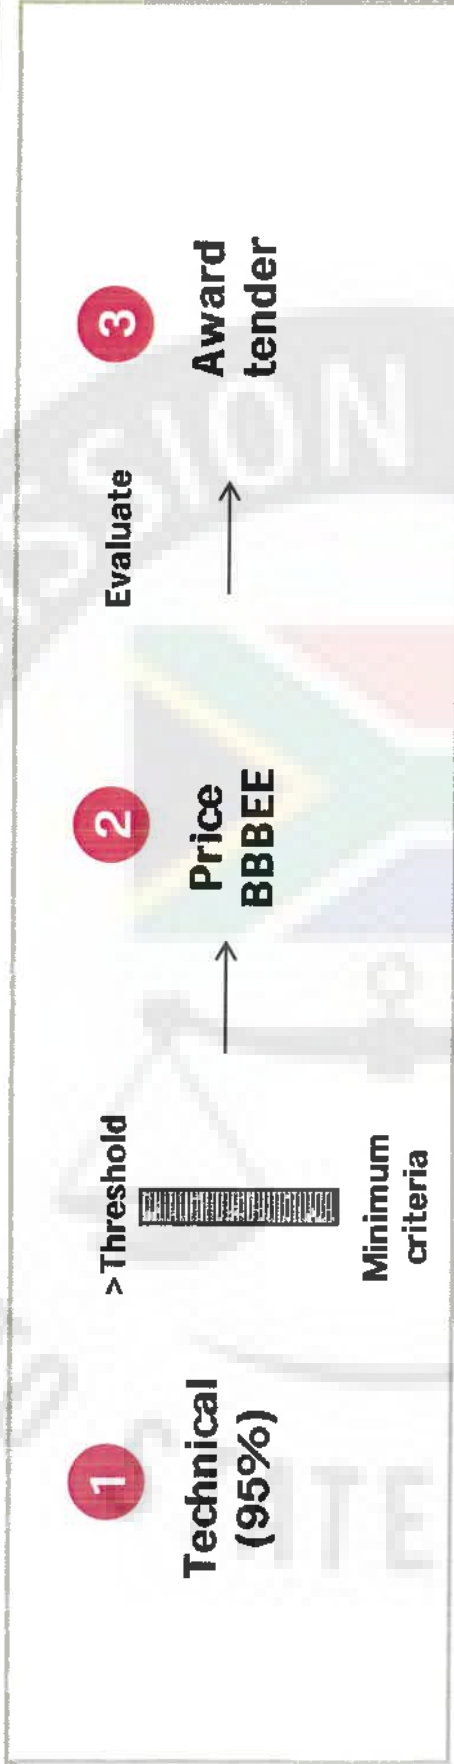 1
Technical
(95%)
>Threshold
Minimum
criteria
2
Price
BBBEE
Evaluate
3
Award
tender